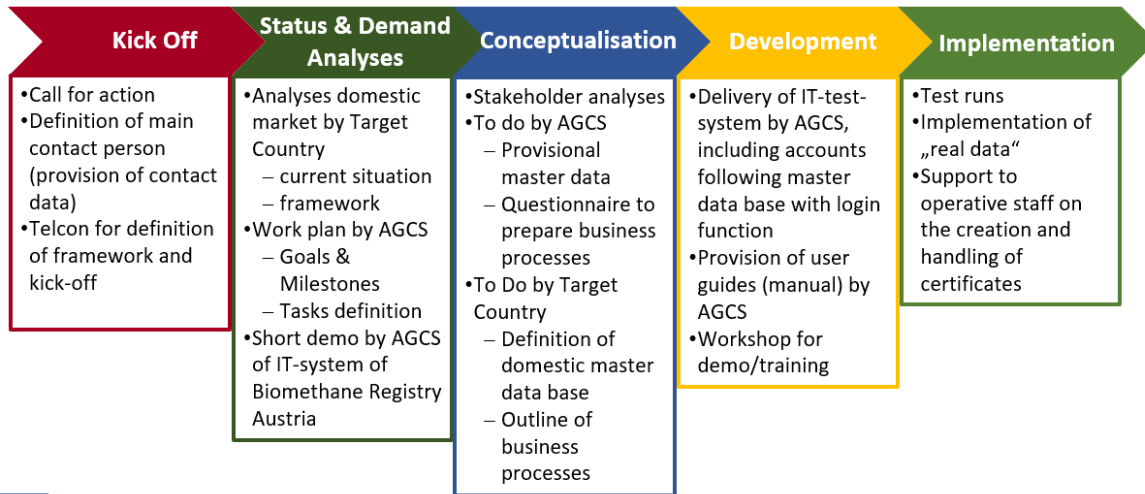 Kick Off
•Call for action
•Definition of main
contact person
(provision of contact
data)
•Telcon for definition
of framework and
kick-off
Status & Demand
Analyses
•Analyses domestic
market by Target
Country
– current situation
– framework
•Work plan by AGCS
– Goals &
Milestones
– Tasks definition
•Short demo by AGCS
of IT-system of
Biomethane Registry
Austria
Conceptualisation
•Stakeholder analyses
•To do by AGCS
– Provisional
master data
– Questionnaire to
prepare business
processes
•To Do by Target
Country
– Definition of
domestic master
data base
– Outline of
business
processes
Development
•Delivery of IT-test-
system by AGCS,
including accounts
following master
data base with login
function
•Provision of user
guides (manual) by
AGCS
•Workshop for
demo/training
Implementation
•Test runs
•Implementation of
„real data“
•Support to
operative staff on
the creation and
handling of
certificates